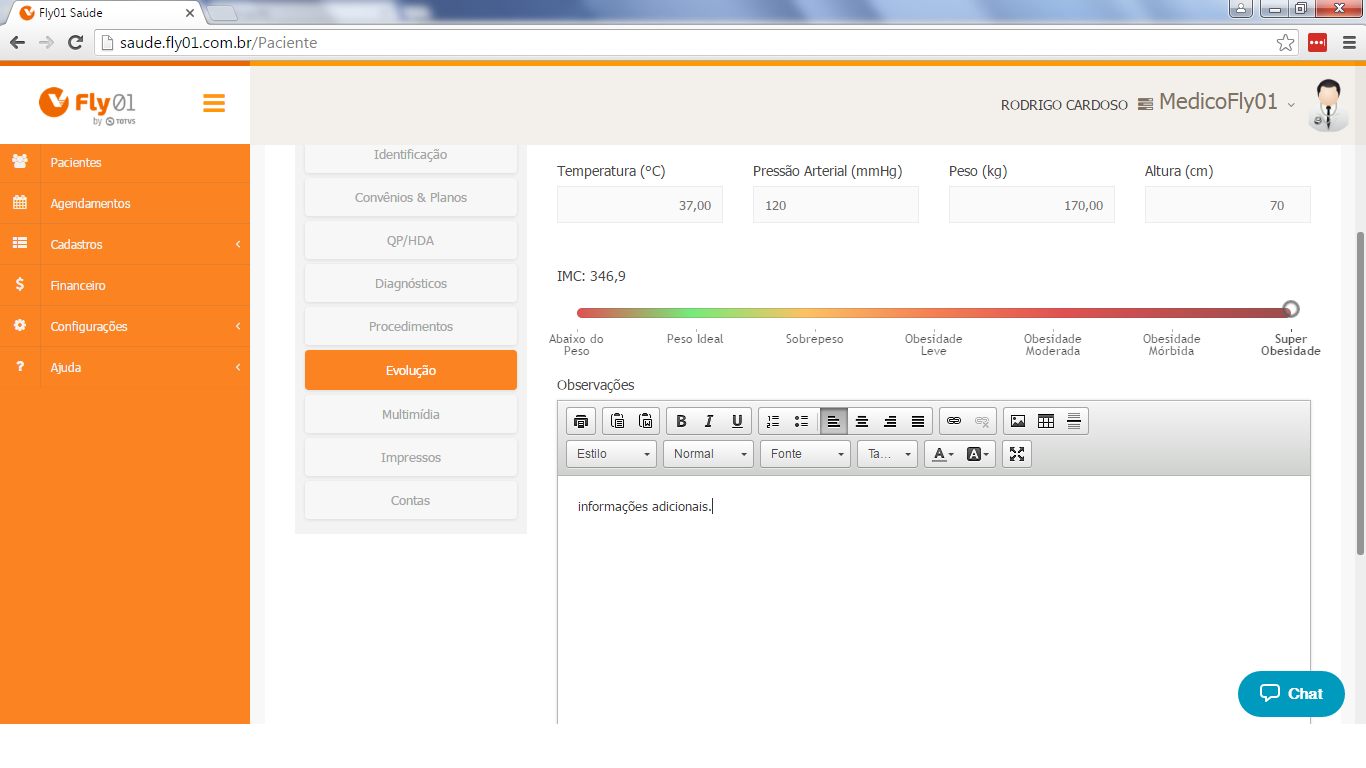 Fly01 Saúde
saude.fly01.com.br/Paciente
Fly01
by TOTVS
RODRIGO CARDOSO MedicoFly01
Pacientes
Agendamentos
Cadastros
Financeiro
Configurações
Ajuda
Identificação
Convênios & Planos
QP/HDA
Diagnósticos
Procedimentos
Evolução
Multimídia
Impressos
Contas
Temperatura (°C) Pressão Arterial (mmHg) Peso (kg) Altura (cm)
37,00 120 170,00 70
IMC: 346,9
Abaixo do Peso Peso Ideal Sobrepeso Obesidade Leve Obesidade Moderada Obesidade Mórbida Super Obesidade
Observações
B I U
Estilo Normal Fonte Ta... A A
informações adicionais.
Chat